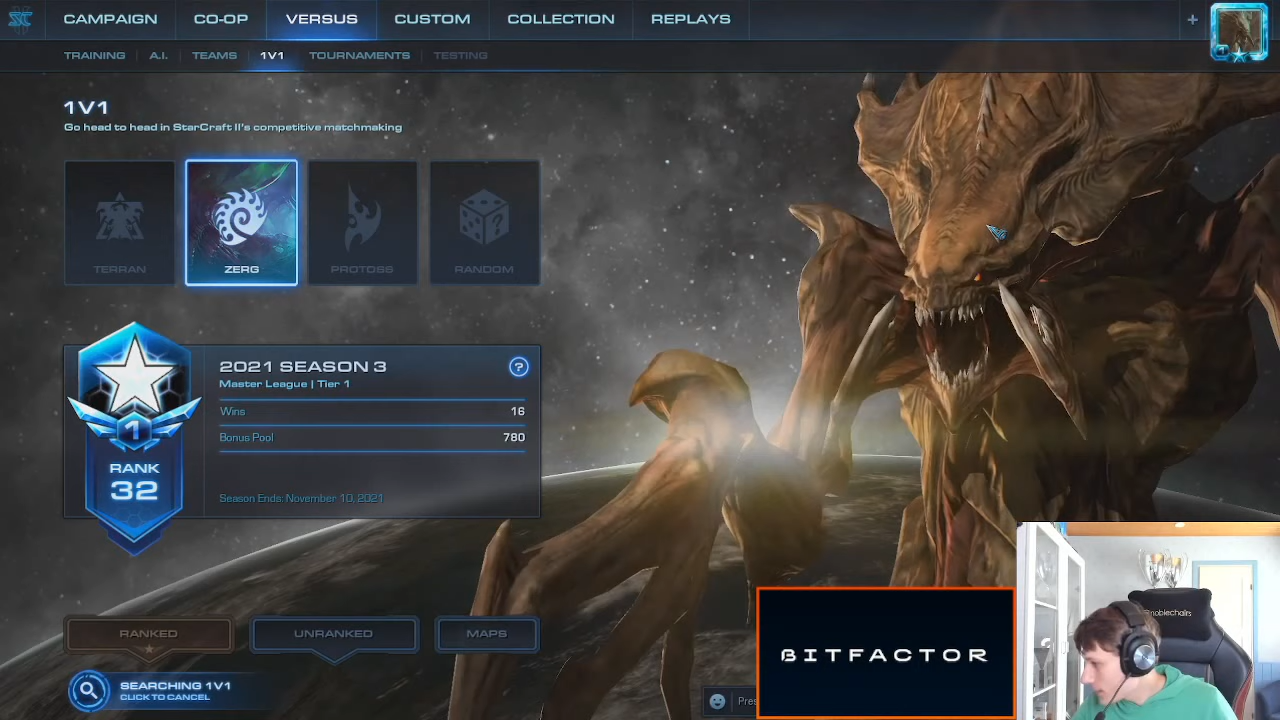 CAMPAIGN
CO-OP
VERSUS
CUSTOM
COLLECTION
REPLAYS
TRAINING
A.I.
TEAMS
1V1
TOURNAMENTS
TESTING
1V1
Go head to head in StarCraft II's competitive matchmaking
TERRAN
ZERG
PROTOSS
RANDOM
1
RANK
32
2021 SEASON 3
?
Master League | Tier 1
Wins 16
Bonus Pool 780
Season Ends: November 10, 2021
RANKED
UNRANKED
MAPS
SEARCHING 1V1
CLICK TO CANCEL
BITFACTOR
noblechairs